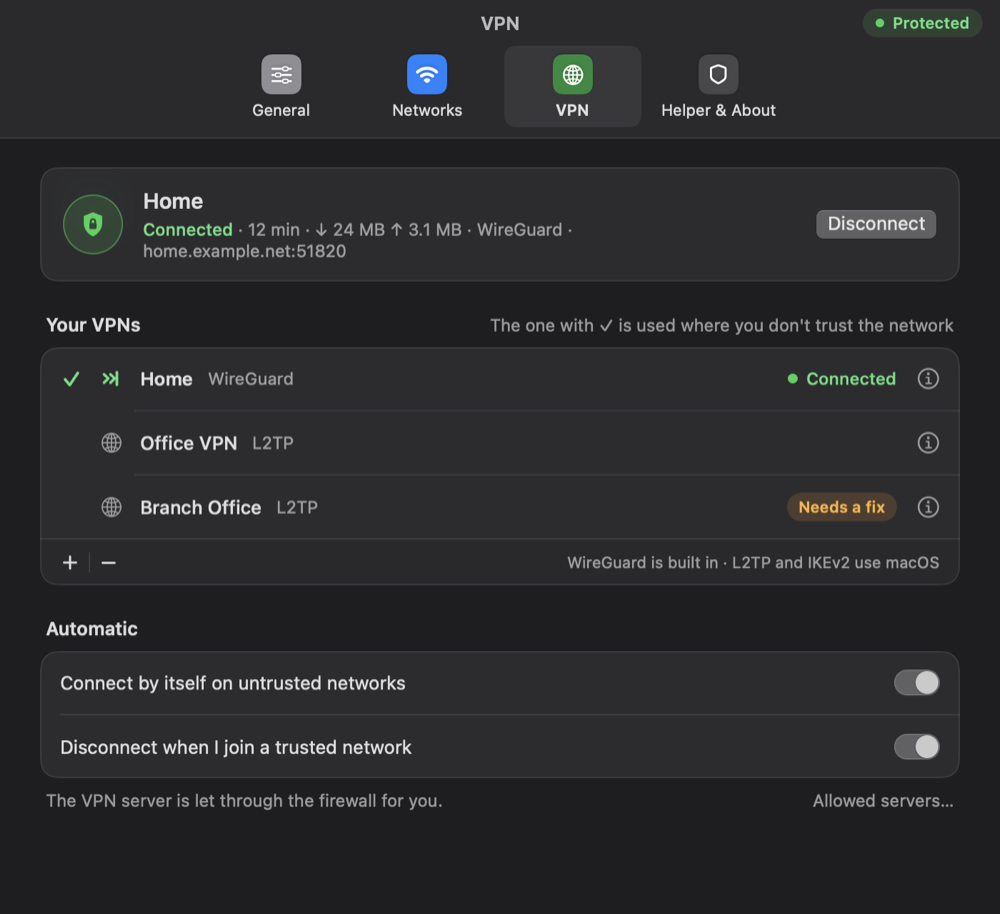 VPN
Protected
General
Networks
VPN
Helper & About
Home
Connected · 12 min · ↓ 24 MB ↑ 3.1 MB · WireGuard ·
home.example.net:51820
Disconnect
Your VPNs
The one with ✓ is used where you don't trust the network
Home WireGuard
Connected
Office VPN L2TP
Branch Office L2TP
Needs a fix
WireGuard is built in · L2TP and IKEv2 use macOS
Automatic
Connect by itself on untrusted networks
Disconnect when I join a trusted network
The VPN server is let through the firewall for you.
Allowed servers...